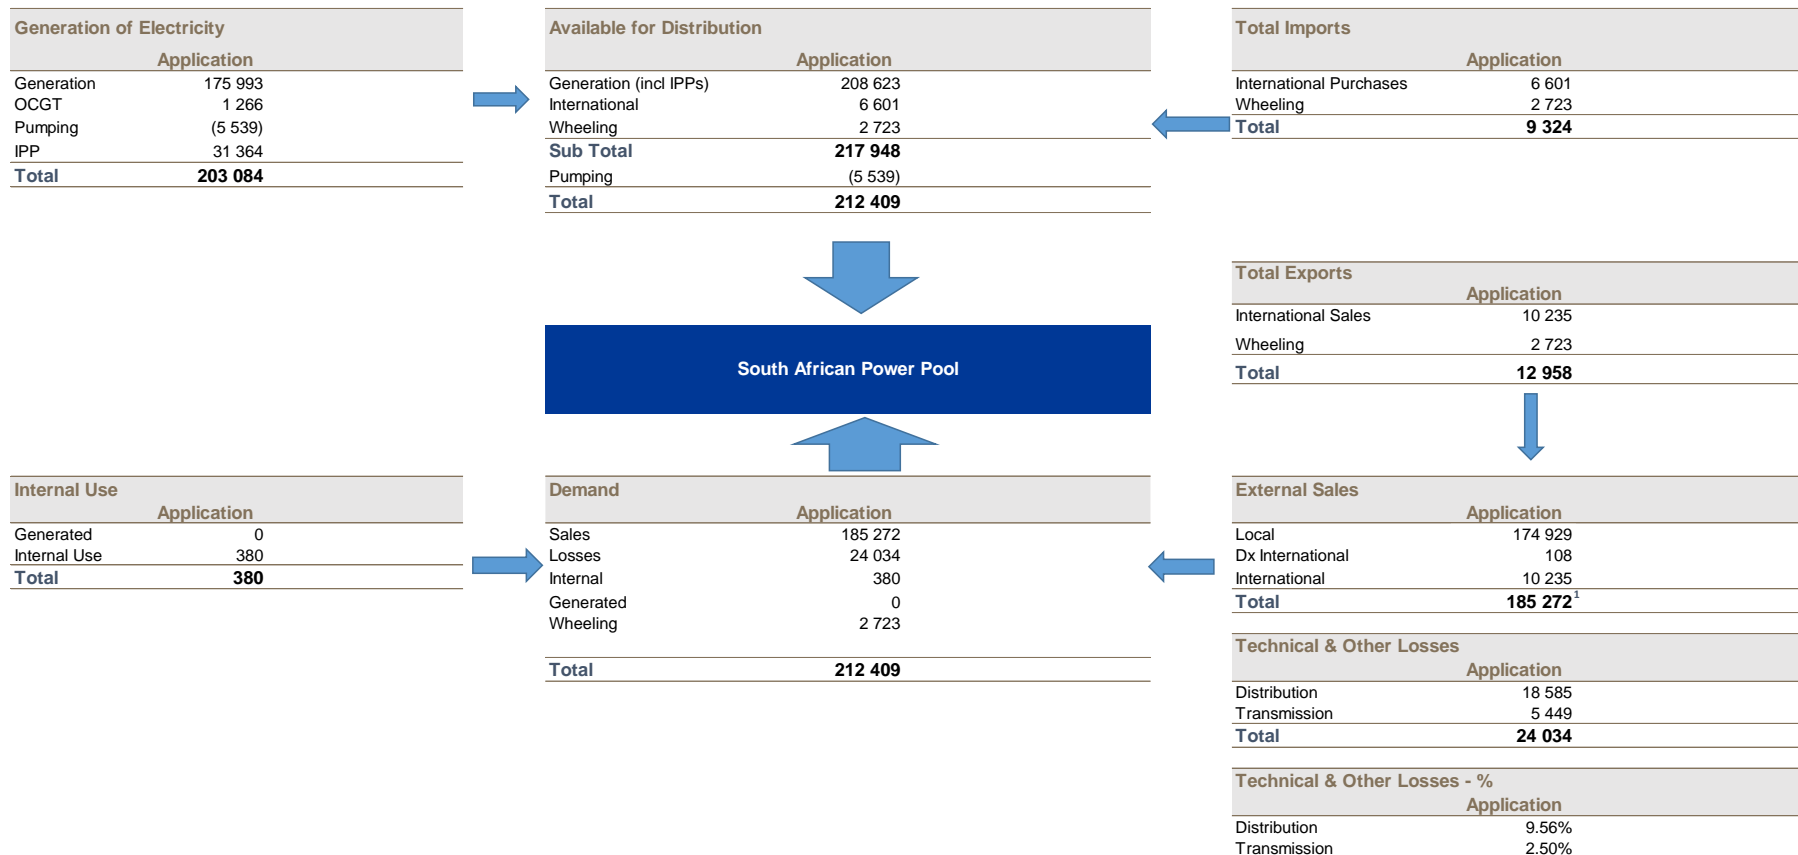 Generation of Electricity
Application
Generation 175 993
OCGT 1 266
Pumping (5 539)
IPP 31 364
Total 203 084
Available for Distribution
Application
Generation (incl IPPs) 208 623
International 6 601
Wheeling 2 723
Sub Total 217 948
Pumping (5 539)
Total 212 409
Total Imports
Application
International Purchases 6 601
Wheeling 2 723
Total 9 324
Total Exports
Application
International Sales 10 235
Wheeling 2 723
Total 12 958
South African Power Pool
Internal Use
Application
Generated 0
Internal Use 380
Total 380
Demand
Application
Sales 185 272
Losses 24 034
Internal 380
Generated 0
Wheeling 2 723
Total 212 409
External Sales
Application
Local 174 929
Dx International 108
International 10 235
Total 185 272¹
Technical & Other Losses
Application
Distribution 18 585
Transmission 5 449
Total 24 034
Technical & Other Losses - %
Application
Distribution 9.56%
Transmission 2.50%